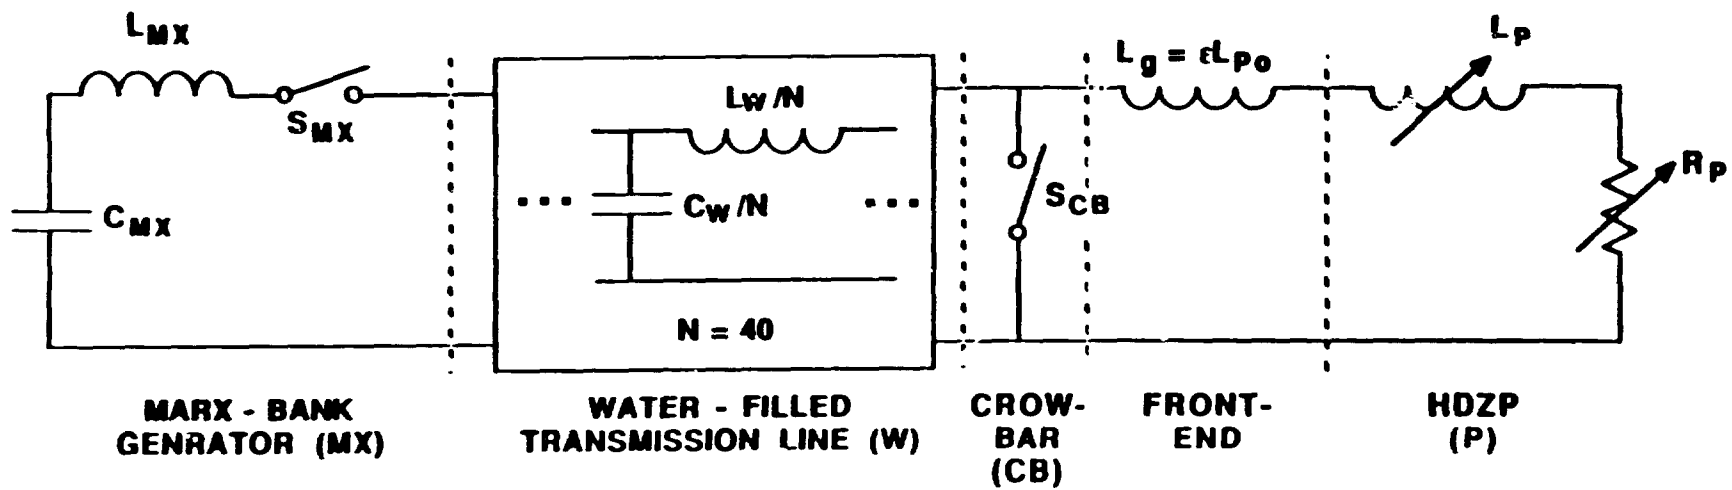 L_MX
S_MX
C_MX
L_W/N
C_W/N
N = 40
S_CB
L_g = εL_Po
L_P
R_P
MARX - BANK
GENRATOR (MX)
WATER - FILLED
TRANSMISSION LINE (W)
CROW-
BAR
(CB)
FRONT-
END
HDZP
(P)